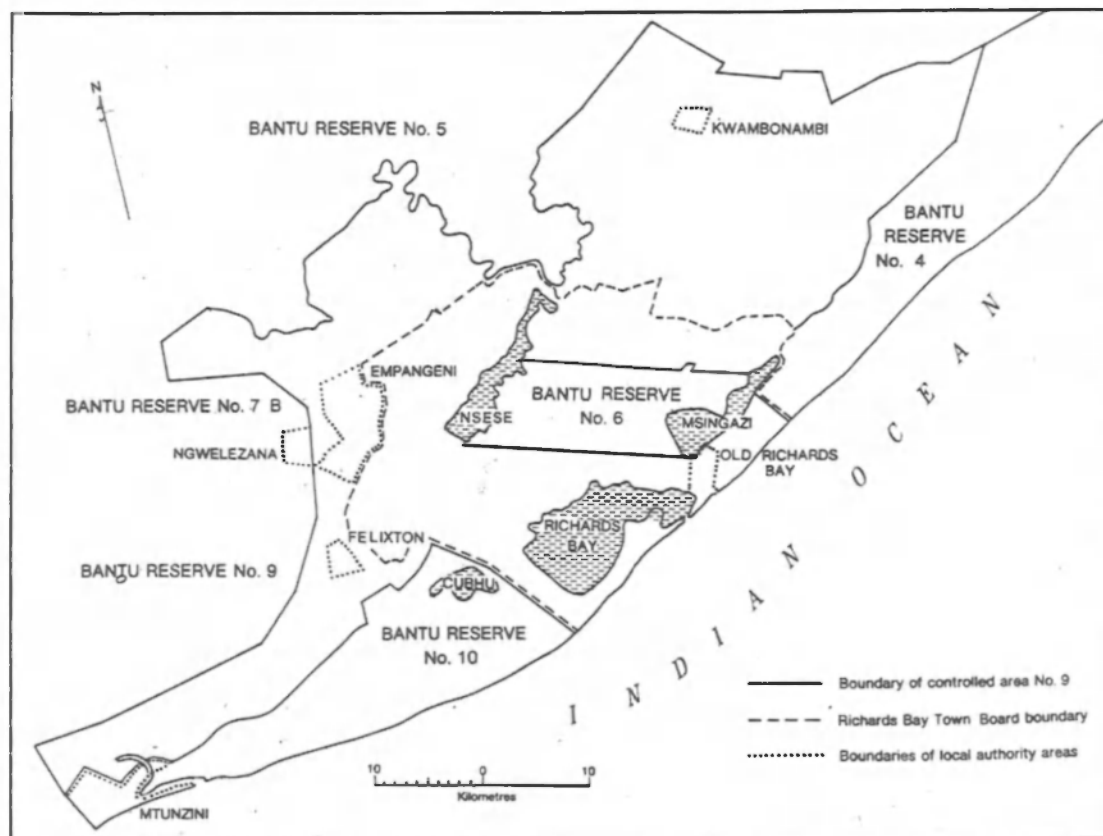 N
BANTU RESERVE No. 5
KWAMBONAMBI
BANTU
RESERVE
No. 4
EMPANGENI
BANTU RESERVE No. 7 B
NSESE
BANTU RESERVE
No. 6
MSINGAZI
NGWELEZANA
OLD RICHARDS
BAY
RICHARDS
BAY
FELIXTON
BANTU RESERVE No. 9
CUBHU
BANTU RESERVE
No. 10
INDIAN OCEAN
Boundary of controlled area No. 9
Richards Bay Town Board boundary
Boundaries of local authority areas
10 0 10
Kilometres
MTUNZINI